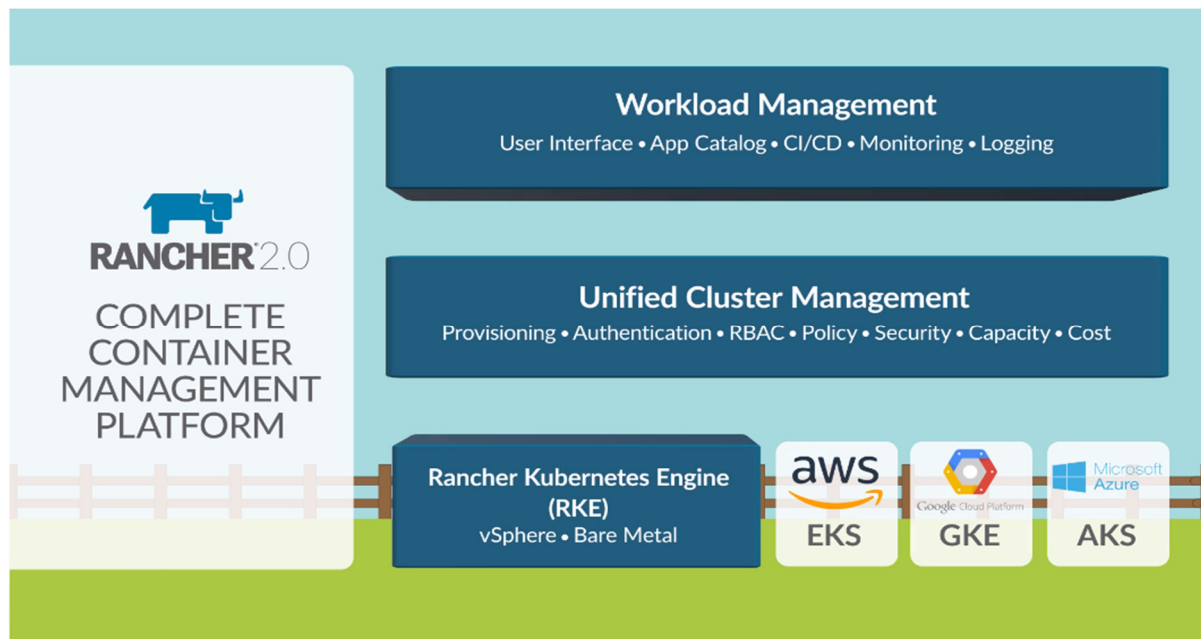 RANCHER® 2.0
COMPLETE
CONTAINER
MANAGEMENT
PLATFORM
Workload Management
User Interface • App Catalog • CI/CD • Monitoring • Logging
Unified Cluster Management
Provisioning • Authentication • RBAC • Policy • Security • Capacity • Cost
Rancher Kubernetes Engine
(RKE)
vSphere • Bare Metal
aws
EKS
Google Cloud Platform
GKE
Microsoft
Azure
AKS